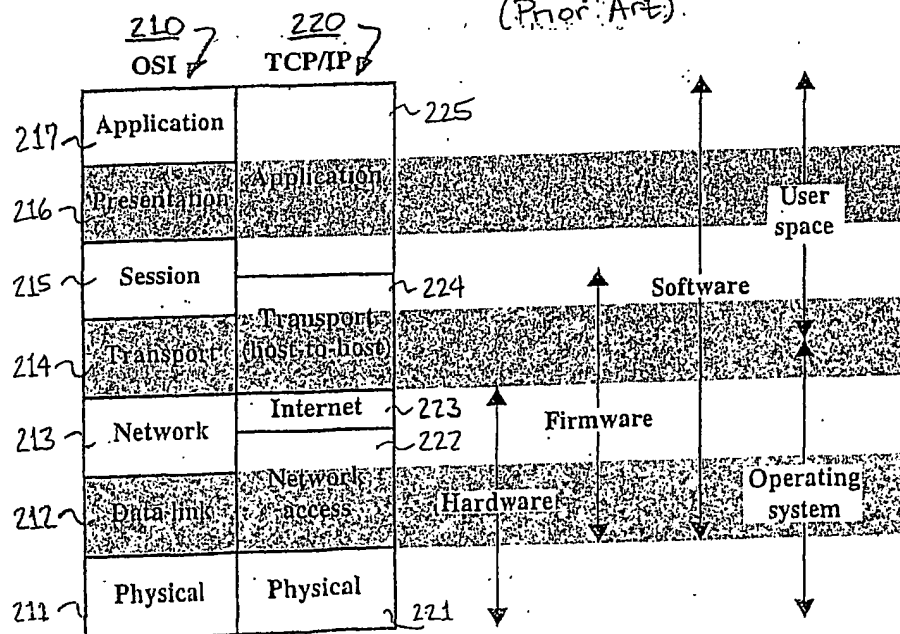 (Prior Art)
210 220
OSI TCP/IP
217 Application 225
216 Presentation Application
User space
215 Session 224
Software
214 Transport Transport (host-to-host)
Internet 223
213 Network 222
Firmware
212 Data link Network access
Hardware
Operating system
211 Physical Physical 221